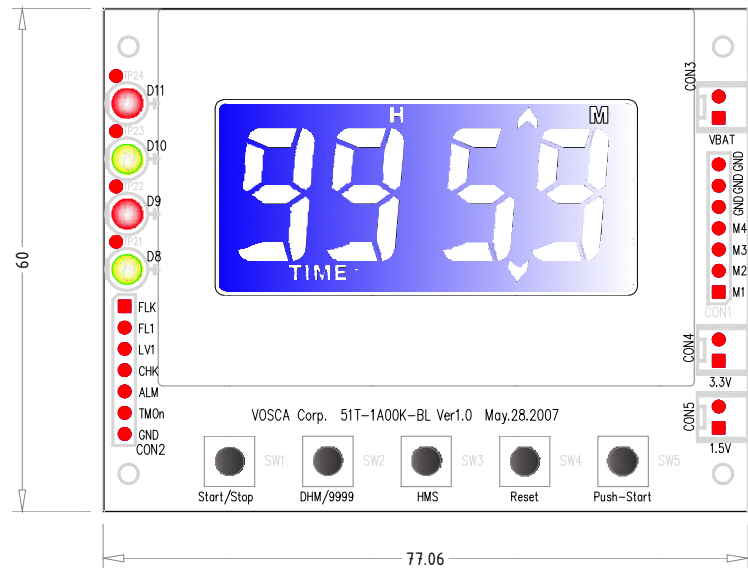 TP24
D11
TP23
D10
TP22
D9
TP21
D8
FLK
FL1
LV1
CHK
ALM
TMOn
GND
CON2
H
M
99 59
TIME
CON3
VBAT
GND
GND
GND
M4
M3
M2
M1
CON1
CON4
3.3V
CON5
1.5V
VOSCA Corp. 51T-1A00K-BL Ver1.0 May.28.2007
SW1 SW2 SW3 SW4 SW5
Start/Stop DHM/9999 HMS Reset Push-Start
60
77.06